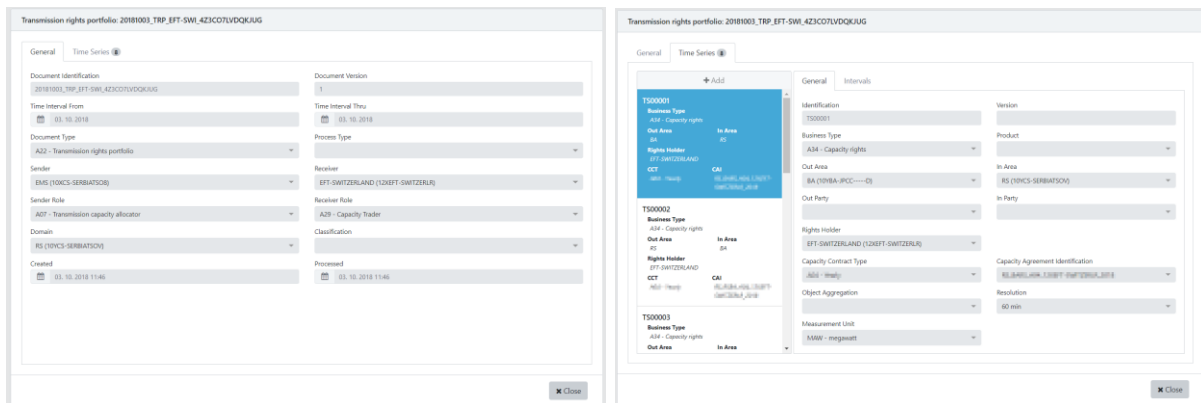 Transmission rights portfolio: 20181003_TRP_EFT-SWI_4Z3CO7LVDQKJUG
General Time Series 8
Document Identification Document Version
20181003_TRP_EFT-SWI_4Z3CO7LVDQKJUG 1
Time Interval From Time Interval Thru
03. 10. 2018 03. 10. 2018
Document Type Process Type
A22 - Transmission rights portfolio
Sender Receiver
EMS (10XCS-SERBIATSOB) EFT-SWITZERLAND (12XEFT-SWITZERLR)
Sender Role Receiver Role
A07 - Transmission capacity allocator A29 - Capacity Trader
Domain Classification
RS (10YCS-SERBIATSOV)
Created Processed
03. 10. 2018 11:46 03. 10. 2018 11:46
Close
Transmission rights portfolio: 20181003_TRP_EFT-SWI_4Z3CO7LVDQKJUG
General Time Series 8
+ Add
TS00001
Business Type
A34 - Capacity rights
Out Area In Area
BA RS
Rights Holder
EFT-SWITZERLAND
CCT CAI
TS00002
Business Type
A34 - Capacity rights
Out Area In Area
RS BA
Rights Holder
EFT-SWITZERLAND
CCT CAI
TS00003
Business Type
A34 - Capacity rights
Out Area In Area
General Intervals
Identification Version
TS00001
Business Type Product
A34 - Capacity rights
Out Area In Area
BA (10YBA-JPCC-----D) RS (10YCS-SERBIATSOV)
Out Party In Party
Rights Holder
EFT-SWITZERLAND (12XEFT-SWITZERLR)
Capacity Contract Type Capacity Agreement Identification
Object Aggregation Resolution
60 min
Measurement Unit
MAW - megawatt
Close